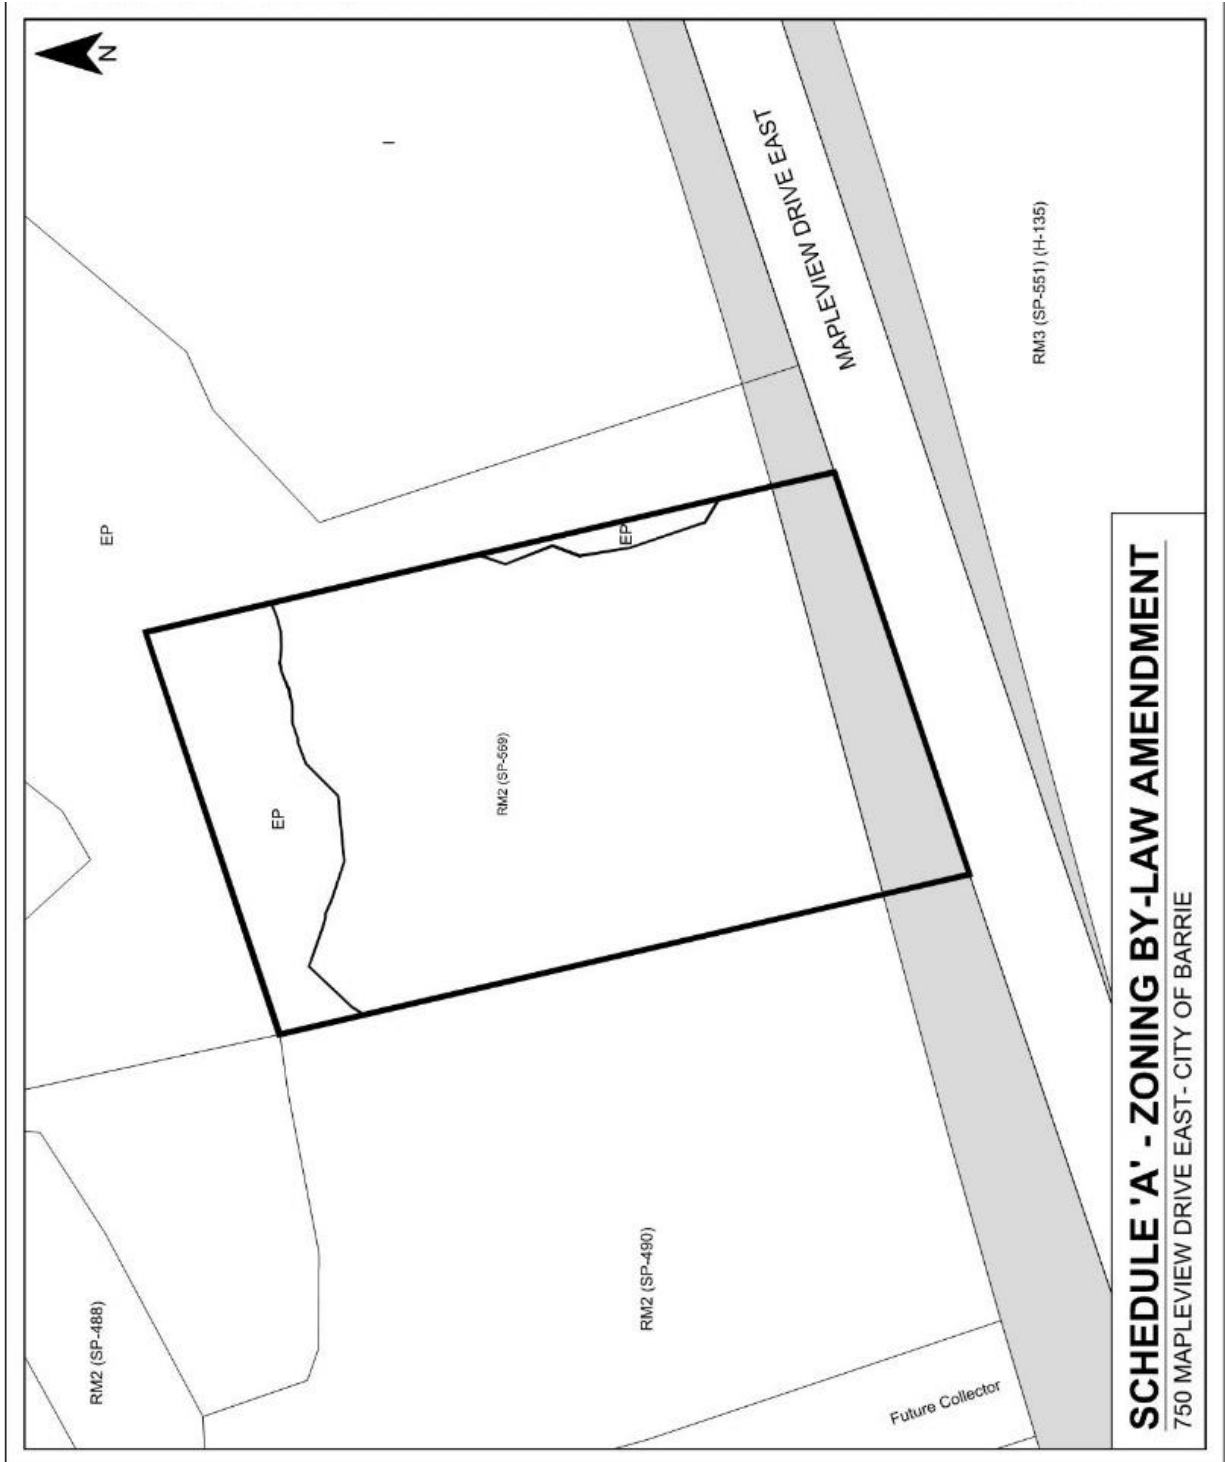 N
RM2 (SP-488)
EP
EP
I
RM2 (SP-569)
EP
RM2 (SP-490)
MAPLEVIEW DRIVE EAST
Future Collector
RM3 (SP-551) (H-135)
SCHEDULE 'A' - ZONING BY-LAW AMENDMENT
750 MAPLEVIEW DRIVE EAST- CITY OF BARRIE